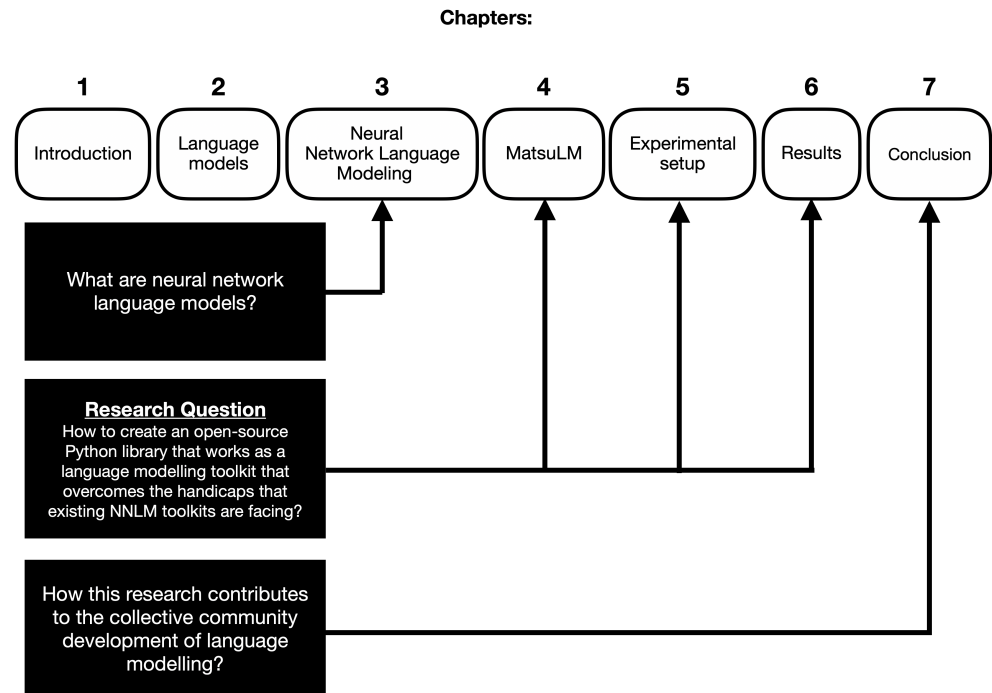 Chapters:
1
2
3
4
5
6
7
Introduction
Language
models
Neural
Network Language
Modeling
MatsuLM
Experimental
setup
Results
Conclusion
What are neural network
language models?
Research Question
How to create an open-source
Python library that works as a
language modelling toolkit that
overcomes the handicaps that
existing NNLM toolkits are facing?
How this research contributes
to the collective community
development of language
modelling?